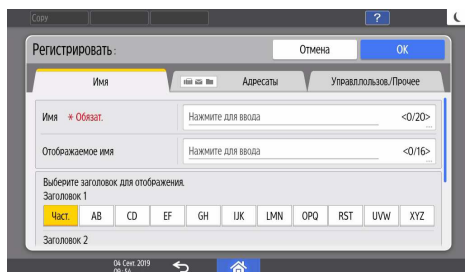 Copy
?
Регистрировать:
Отмена
OK
Имя
Адресаты
Управл.пользов./Прочее
Имя * Обязат.
Нажмите для ввода
<0/20>
Отображаемое имя
Нажмите для ввода
<0/16>
Выберите заголовок для отображения.
Заголовок 1
Част.
AB
CD
EF
GH
IJK
LMN
OPQ
RST
UVW
XYZ
Заголовок 2
04 Сент. 2019